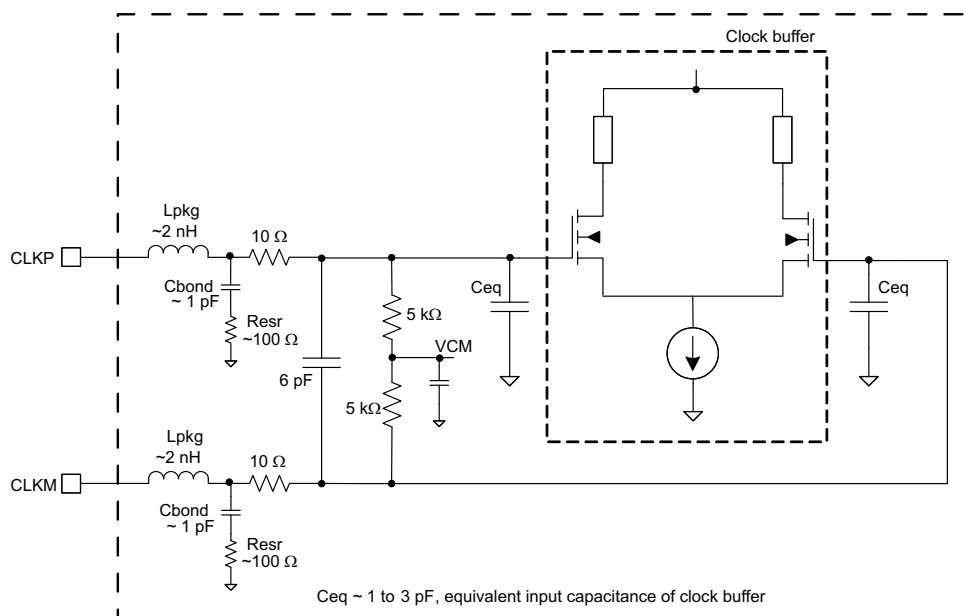 Clock buffer
Lpkg
~2 nH
10 Ω
CLKP
Cbond
~ 1 pF
Resr
~100 Ω
6 pF
5 kΩ
VCM
5 kΩ
Ceq
Ceq
Lpkg
~2 nH
10 Ω
CLKM
Cbond
~ 1 pF
Resr
~100 Ω
Ceq ~ 1 to 3 pF, equivalent input capacitance of clock buffer